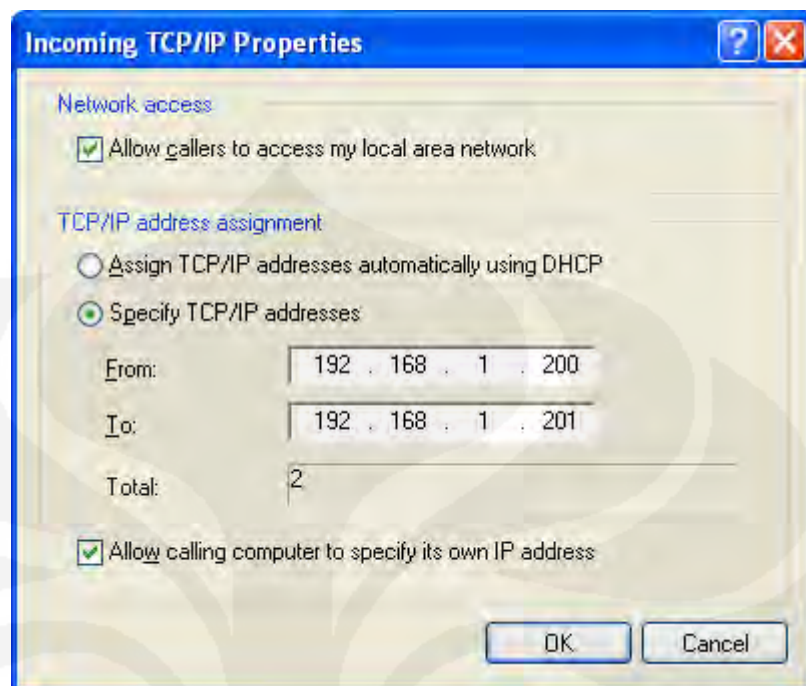 Incoming TCP/IP Properties
Network access
Allow callers to access my local area network
TCP/IP address assignment
Assign TCP/IP addresses automatically using DHCP
Specify TCP/IP addresses
From: 192 . 168 . 1 . 200
To: 192 . 168 . 1 . 201
Total: 2
Allow calling computer to specify its own IP address
OK Cancel